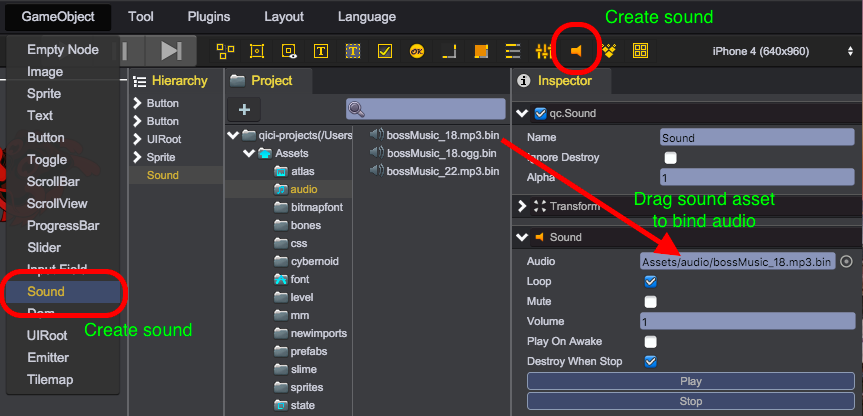 GameObject Tool Plugins Layout Language
Create sound
iPhone 4 (640x960)
T T OK
Empty Node
Image
Sprite
Text
Button
Toggle
ScrollBar
ScrollView
ProgressBar
Slider
Input Field
Sound
Dom
UIRoot
Emitter
Tilemap
Create sound
Hierarchy
Button
Button
UIRoot
Sprite
Sound
Project
qici-projects(/Users
Assets
atlas
audio
bitmapfont
bones
css
cybernoid
font
level
mm
newimports
prefabs
slime
sprites
state
bossMusic_18.mp3.bin
bossMusic_18.ogg.bin
bossMusic_22.mp3.bin
Inspector
qc.Sound
Name Sound
Ignore Destroy
Alpha 1
Drag sound asset
to bind audio
Transform
Sound
Audio Assets/audio/bossMusic_18.mp3.bin
Loop
Mute
Volume 1
Play On Awake
Destroy When Stop
Play
Stop